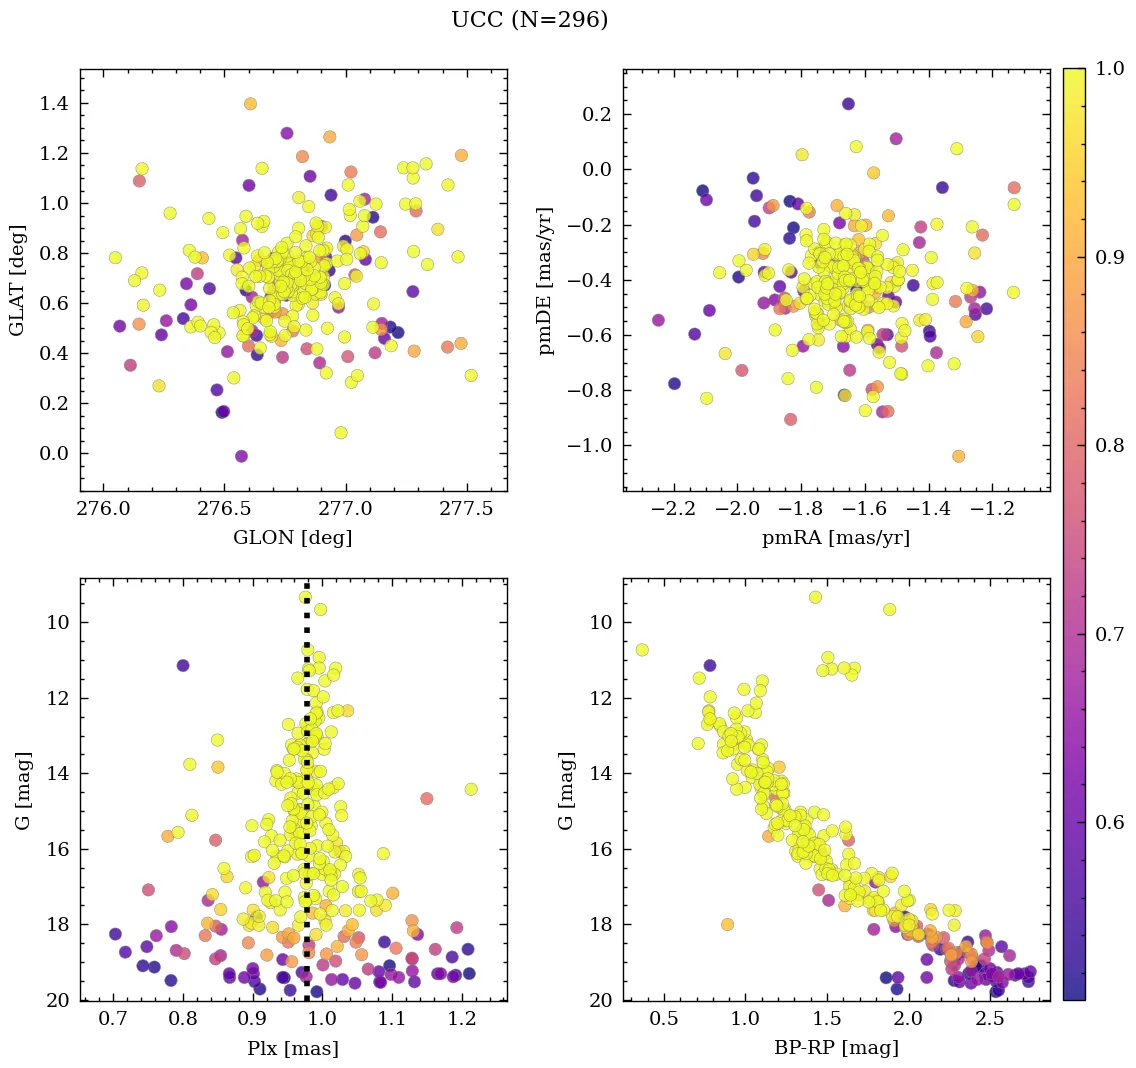 UCC (N=296)
1.4
1.2
1.0
0.8
0.6
0.4
0.2
0.0
GLAT [deg]
276.0 276.5 277.0 277.5
GLON [deg]
0.2
0.0
−0.2
−0.4
−0.6
−0.8
−1.0
pmDE [mas/yr]
−2.2 −2.0 −1.8 −1.6 −1.4 −1.2
pmRA [mas/yr]
10
12
14
16
18
20
G [mag]
0.7 0.8 0.9 1.0 1.1 1.2
Plx [mas]
10
12
14
16
18
20
G [mag]
0.5 1.0 1.5 2.0 2.5
BP-RP [mag]
1.0
0.9
0.8
0.7
0.6